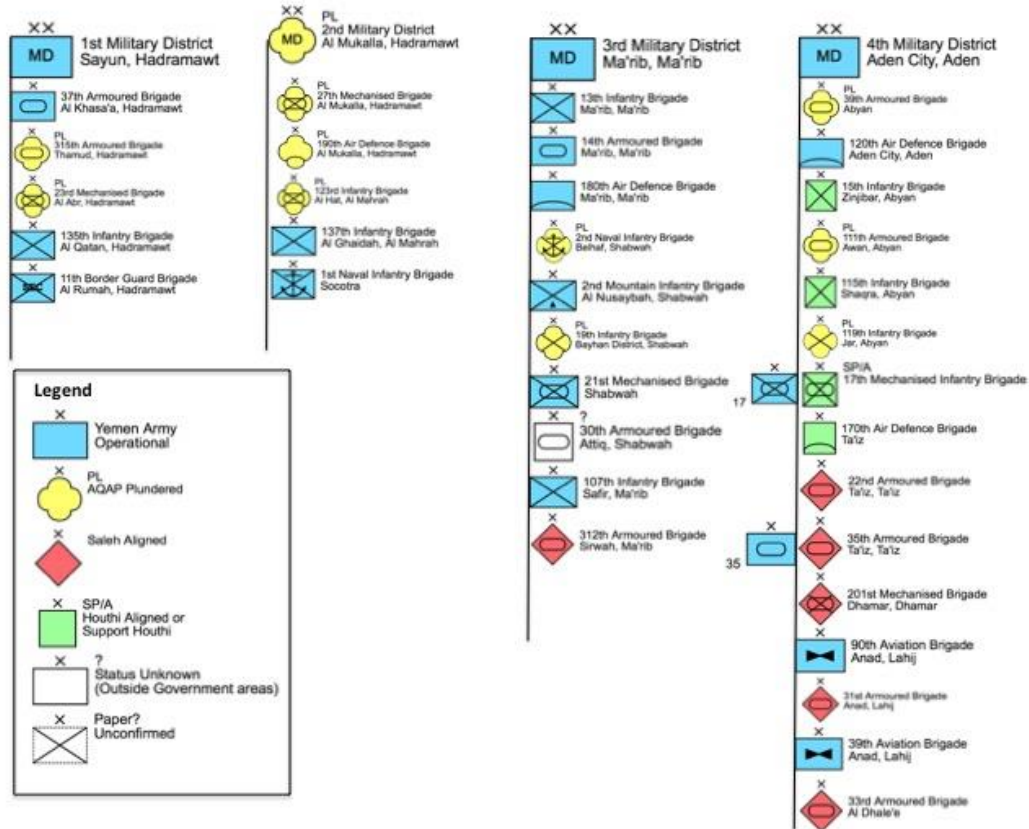 XX
1st Military District
MD
Sayun, Hadramawt
X
37th Armoured Brigade
Al Khasa'a, Hadramawt
X
PL
315th Armoured Brigade
Thamud, Hadramawt
X
PL
23rd Mechanised Brigade
Al Abr, Hadramawt
X
135th Infantry Brigade
Al Qatan, Hadramawt
X
11th Border Guard Brigade
Al Rumah, Hadramawt
XX
PL
2nd Military District
MD
Al Mukalla, Hadramawt
X
PL
27th Mechanised Brigade
Al Mukalla, Hadramawt
X
PL
190th Air Defence Brigade
Al Mukalla, Hadramawt
X
PL
123rd Infantry Brigade
Al Hat, Al Mahrah
X
137th Infantry Brigade
Al Ghaidah, Al Mahrah
X
1st Naval Infantry Brigade
Socotra
XX
3rd Military District
MD
Ma'rib, Ma'rib
X
13th Infantry Brigade
Ma'rib, Ma'rib
X
14th Armoured Brigade
Ma'rib, Ma'rib
X
180th Air Defence Brigade
Ma'rib, Ma'rib
X
PL
2nd Naval Infantry Brigade
Belhaf, Shabwah
X
2nd Mountain Infantry Brigade
Al Nusaybah, Shabwah
X
PL
19th Infantry Brigade
Bayhan District, Shabwah
X
21st Mechanised Brigade
Shabwah
X
?
30th Armoured Brigade
Attiq, Shabwah
X
107th Infantry Brigade
Safir, Ma'rib
X
312th Armoured Brigade
Sirwah, Ma'rib
XX
4th Military District
MD
Aden City, Aden
X
PL
39th Armoured Brigade
Abyan
X
120th Air Defence Brigade
Aden City, Aden
X
15th Infantry Brigade
Zinjibar, Abyan
X
PL
111th Armoured Brigade
Awan, Abyan
X
115th Infantry Brigade
Shaqra, Abyan
X
PL
119th Infantry Brigade
Jar, Abyan
X
X
SP/A
17th Mechanised Infantry Brigade
17
X
170th Air Defence Brigade
Ta'iz
X
22nd Armoured Brigade
Ta'iz, Ta'iz
X
X
35th Armoured Brigade
Ta'iz, Ta'iz
35
X
201st Mechanised Brigade
Dhamar, Dhamar
X
90th Aviation Brigade
Anad, Lahij
X
31st Armoured Brigade
Anad, Lahij
X
39th Aviation Brigade
Anad, Lahij
X
33rd Armoured Brigade
Al Dhale'e
Legend
X
Yemen Army
Operational
X
PL
AQAP Plundered
X
Saleh Aligned
X
SP/A
Houthi Aligned or
Support Houthi
X
?
Status Unknown
(Outside Government areas)
X
Paper?
Unconfirmed